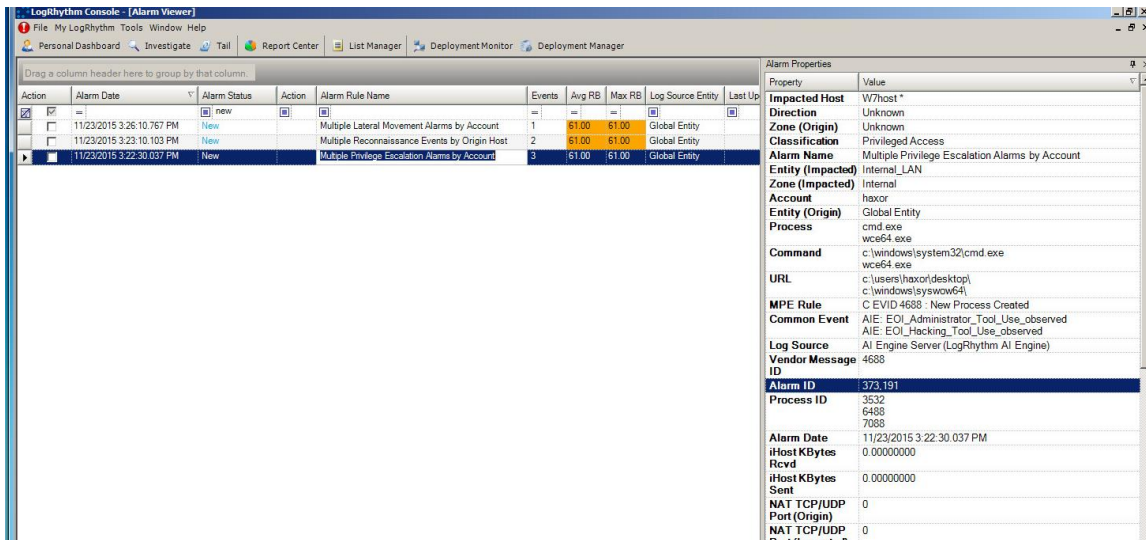 LogRhythm Console - [Alarm Viewer]
File My LogRhythm Tools Window Help
Personal Dashboard Investigate Tail Report Center List Manager Deployment Monitor Deployment Manager
Drag a column header here to group by that column.
Action Alarm Date Alarm Status Action Alarm Rule Name Events Avg RB Max RB Log Source Entity Last Up
= new = = =
11/23/2015 3:26:10.767 PM New Multiple Lateral Movement Alarms by Account 1 61.00 61.00 Global Entity
11/23/2015 3:23:10.103 PM New Multiple Reconnaissance Events by Origin Host 2 61.00 61.00 Global Entity
11/23/2015 3:22:30.037 PM New Multiple Privilege Escalation Alarms by Account 3 61.00 61.00 Global Entity
Alarm Properties
Property Value
Impacted Host W7host *
Direction Unknown
Zone (Origin) Unknown
Classification Privileged Access
Alarm Name Multiple Privilege Escalation Alarms by Account
Entity (Impacted) Internal_LAN
Zone (Impacted) Internal
Account haxor
Entity (Origin) Global Entity
Process cmd.exe
wce64.exe
Command c:\windows\system32\cmd.exe
wce64.exe
URL c:\users\haxor\desktop\
c:\windows\syswow64\
MPE Rule C EVID 4688 : New Process Created
Common Event AIE: EOI_Administrator_Tool_Use_observed
AIE: EOI_Hacking_Tool_Use_observed
Log Source AI Engine Server (LogRhythm AI Engine)
Vendor Message 4688
ID
Alarm ID 373,191
Process ID 3532
6488
7088
Alarm Date 11/23/2015 3:22:30.037 PM
iHost KBytes 0.00000000
Rcvd
iHost KBytes 0.00000000
Sent
NAT TCP/UDP 0
Port (Origin)
NAT TCP/UDP 0